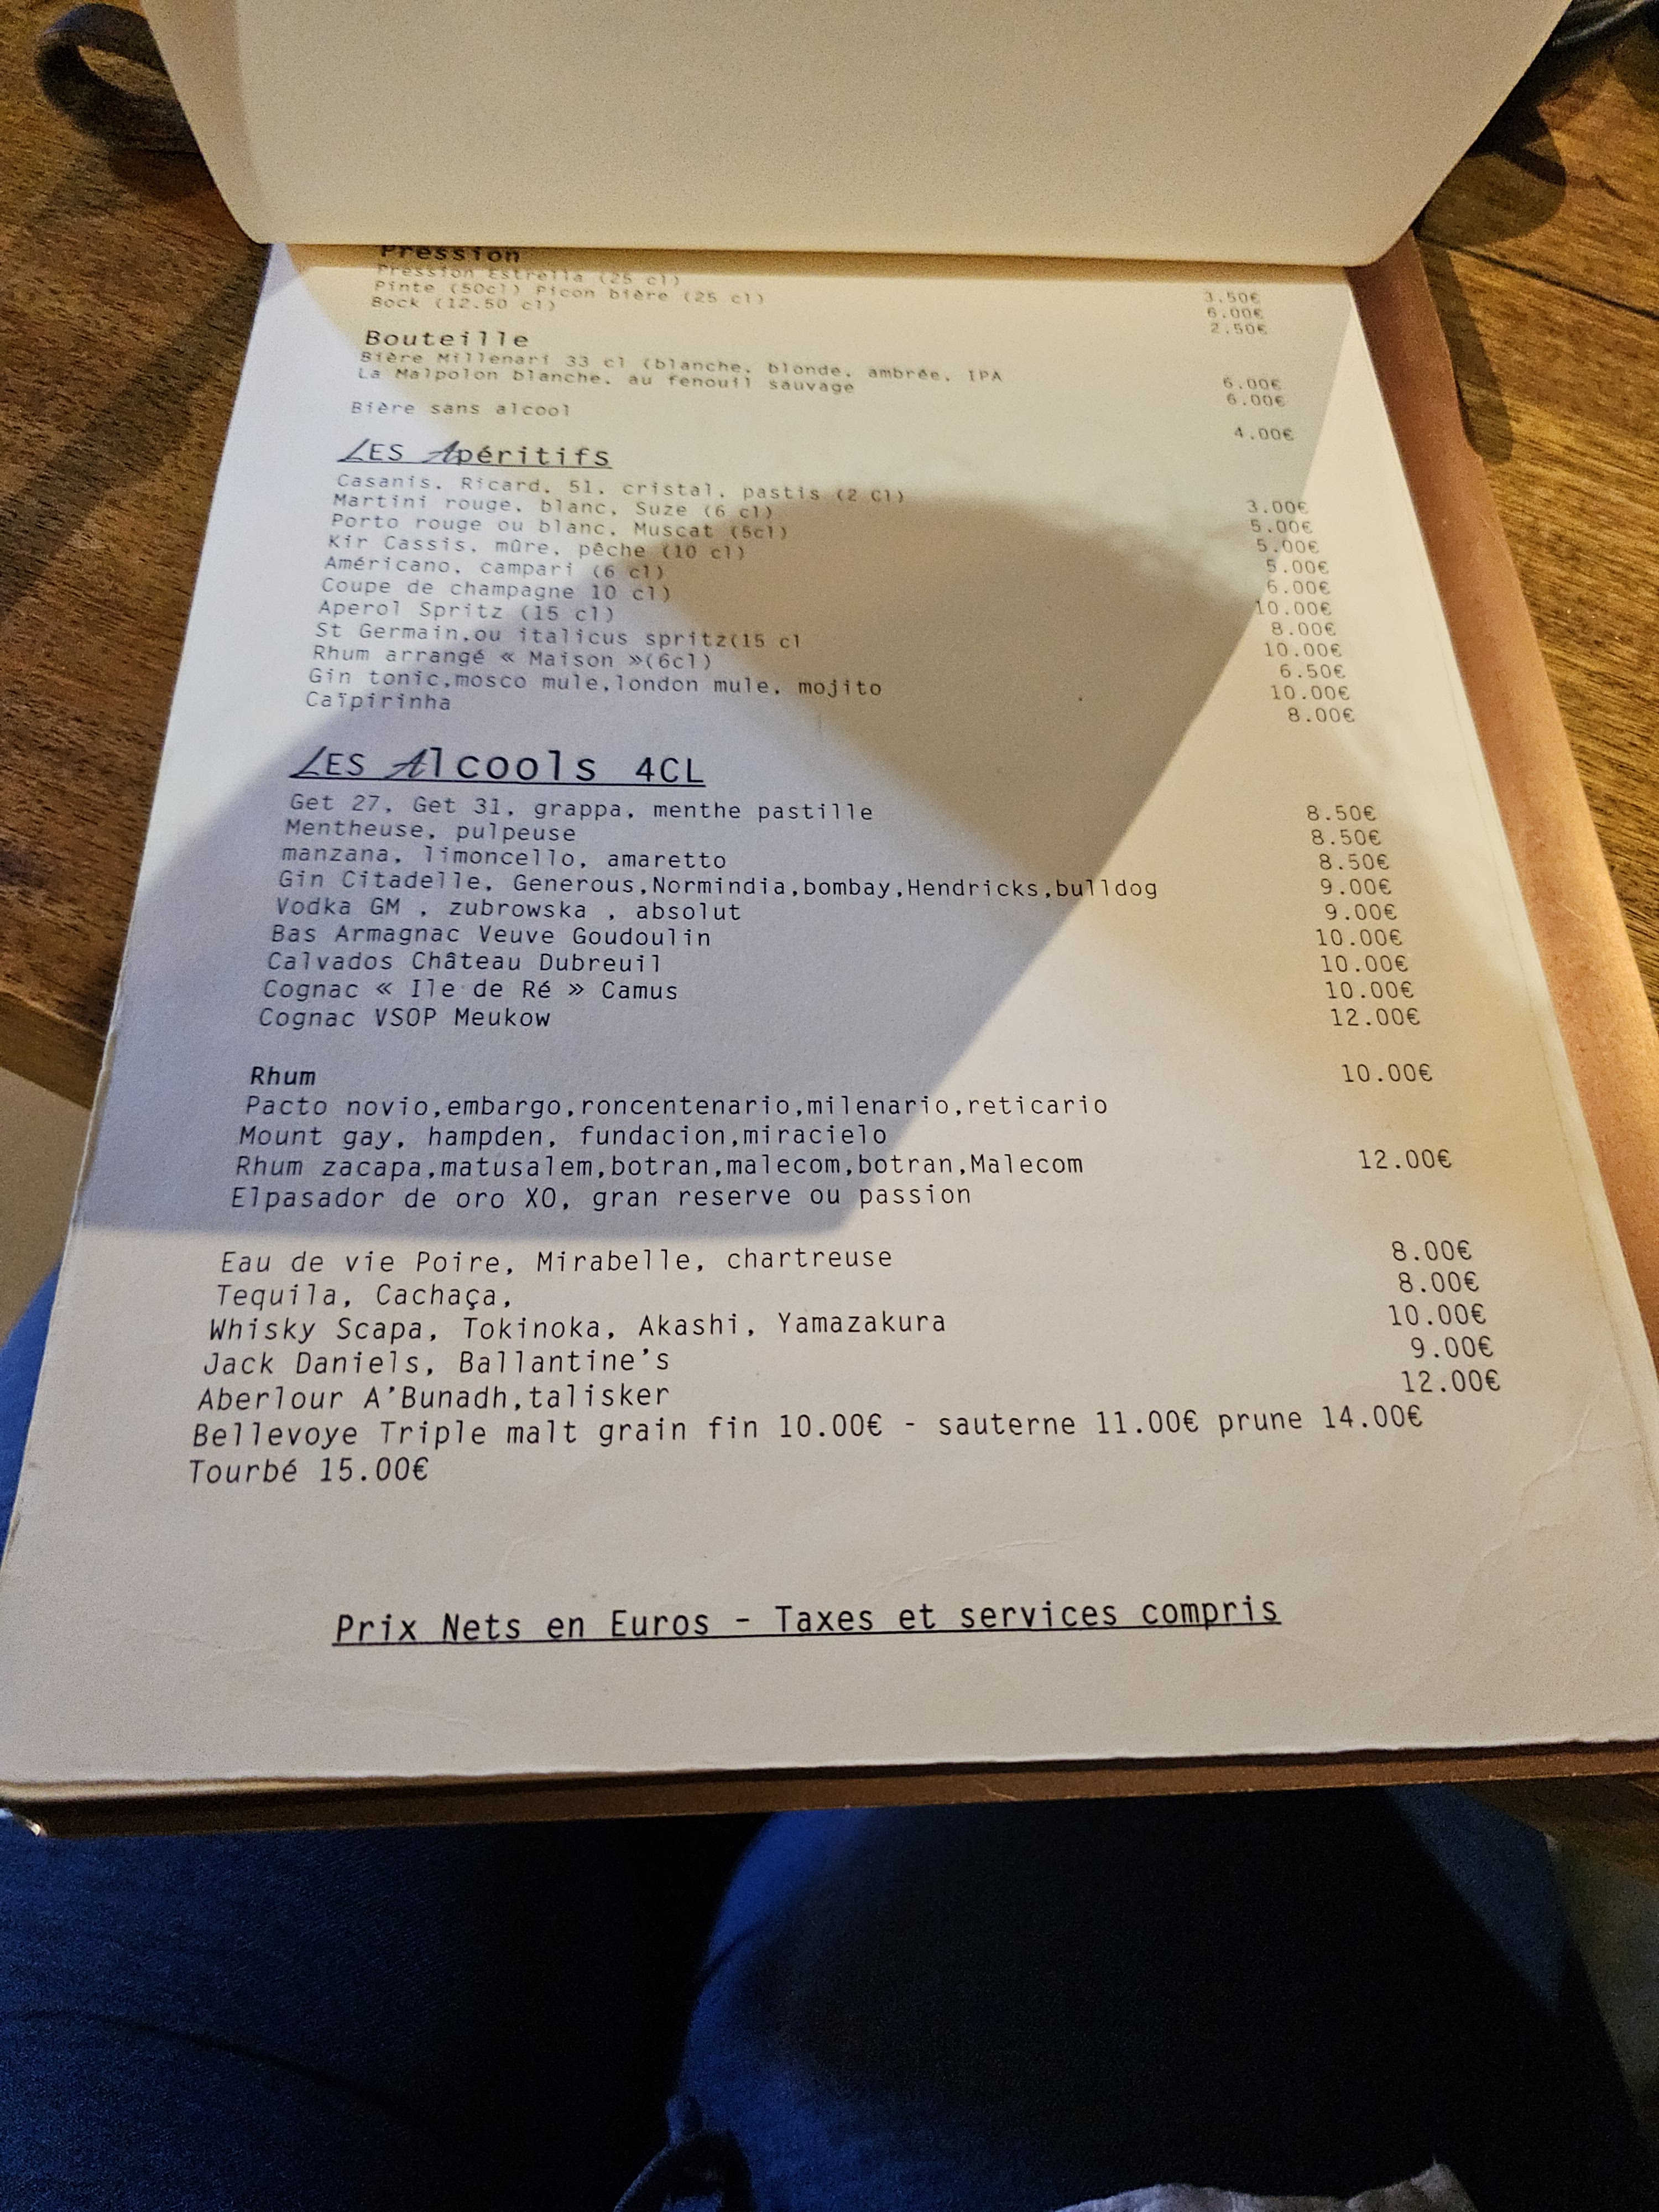 Pression
Pression Estrella (25 cl) 3.50€
Pinte (50cl) Picon bière (25 cl) 6.00€
Bock (12.50 cl) 2.50€
Bouteille
Bière Millenari 33 cl (blanche, blonde, ambrée, IPA 6.00€
La Malpolon blanche, au fenouil sauvage 6.00€
Bière sans alcool 4.00€
LES Apéritifs
Casanis, Ricard, 51, cristal, pastis (2 Cl) 3.00€
Martini rouge, blanc, Suze (6 cl) 5.00€
Porto rouge ou blanc, Muscat (5cl) 5.00€
Kir Cassis, mûre, pêche (10 cl) 5.00€
Américano, campari (6 cl) 6.00€
Coupe de champagne 10 cl) 10.00€
Aperol Spritz (15 cl) 8.00€
St Germain,ou italicus spritz(15 cl 10.00€
Rhum arrangé « Maison »(6cl) 6.50€
Gin tonic,mosco mule,london mule, mojito 10.00€
Caïpirinha 8.00€
LES Alcools 4CL
Get 27, Get 31, grappa, menthe pastille 8.50€
Mentheuse, pulpeuse 8.50€
manzana, limoncello, amaretto 8.50€
Gin Citadelle, Generous,Normindia,bombay,Hendricks,bulldog 9.00€
Vodka GM , zubrowska , absolut 9.00€
Bas Armagnac Veuve Goudoulin 10.00€
Calvados Château Dubreuil 10.00€
Cognac « Ile de Ré » Camus 10.00€
Cognac VSOP Meukow 12.00€
Rhum 10.00€
Pacto novio,embargo,roncentenario,milenario,reticario
Mount gay, hampden, fundacion,miracielo
Rhum zacapa,matusalem,botran,malecom,botran,Malecom 12.00€
Elpasador de oro XO, gran reserve ou passion
Eau de vie Poire, Mirabelle, chartreuse 8.00€
Tequila, Cachaça, 8.00€
Whisky Scapa, Tokinoka, Akashi, Yamazakura 10.00€
Jack Daniels, Ballantine's 9.00€
Aberlour A'Bunadh,talisker 12.00€
Bellevoye Triple malt grain fin 10.00€ - sauterne 11.00€ prune 14.00€
Tourbé 15.00€
Prix Nets en Euros - Taxes et services compris